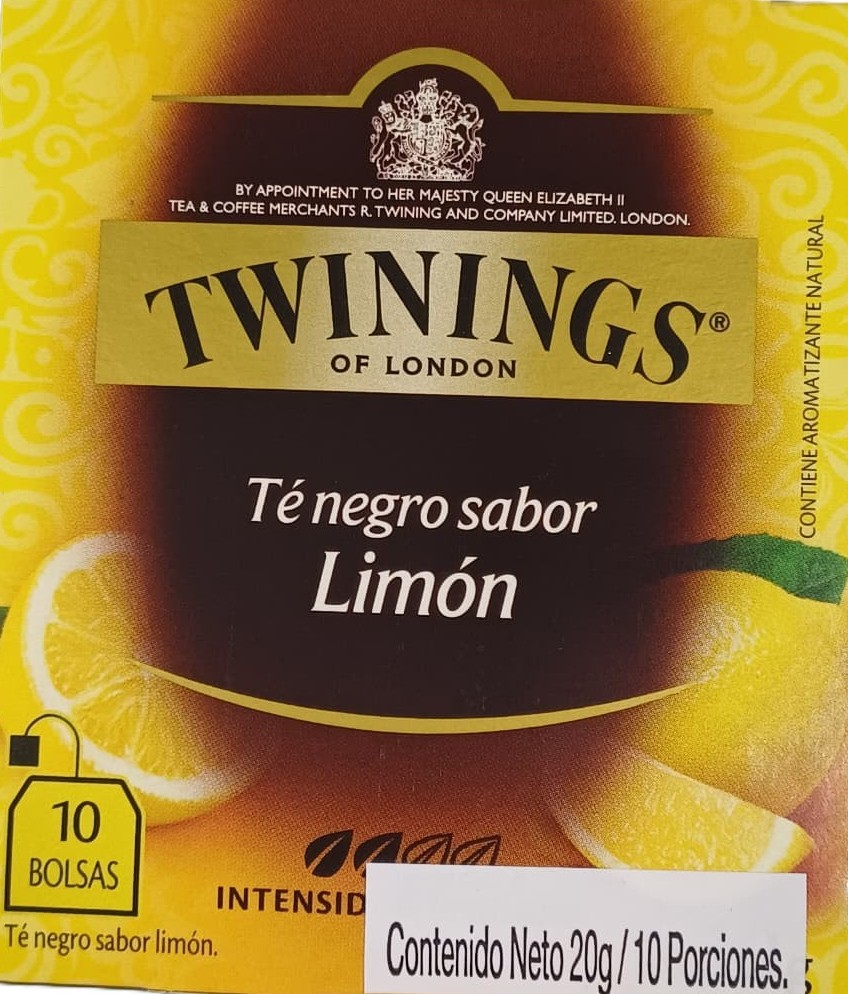 BY APPOINTMENT TO HER MAJESTY QUEEN ELIZABETH II
TEA & COFFEE MERCHANTS R. TWINING AND COMPANY LIMITED. LONDON.
TWININGS®
OF LONDON
CONTIENE AROMATIZANTE NATURAL
Té negro sabor
Limón
10
BOLSAS
INTENSID
Té negro sabor limón.
Contenido Neto 20g / 10 Porciones.